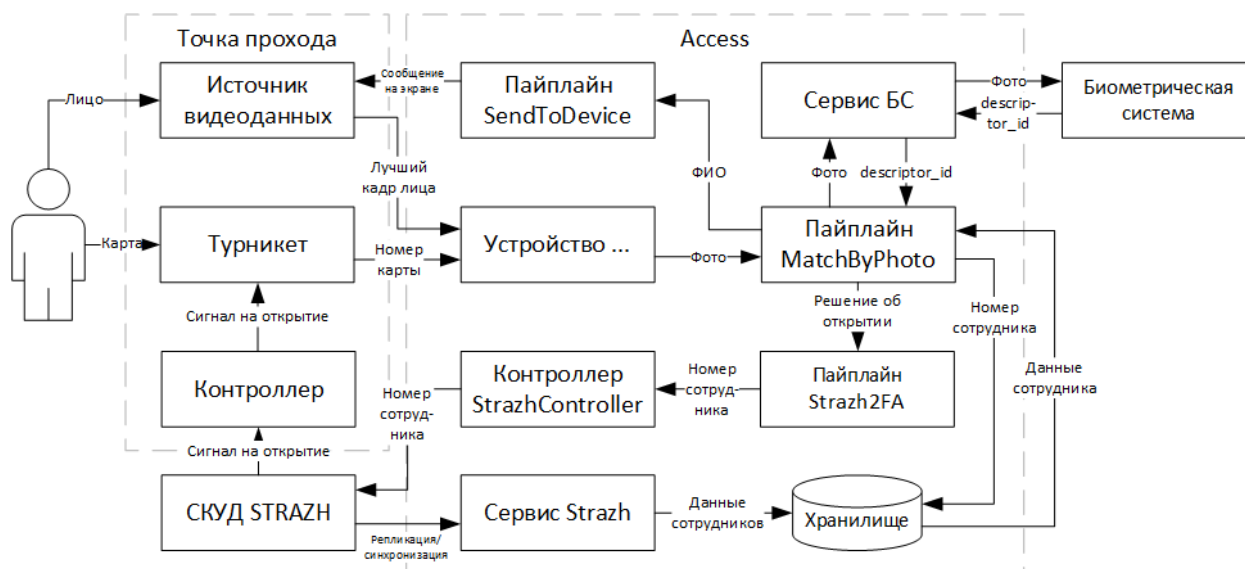 Точка прохода
Access
Источник
видеоданных
Сообщение
на экране
Пайплайн
SendToDevice
Сервис БС
Фото
descrip-
tor_id
Биометрическая
система
Лицо
Лучший
кадр лица
ФИО
Фото
descriptor_id
Карта
Турникет
Номер
карты
Устройство ...
Фото
Пайплайн
MatchByPhoto
Сигнал на открытие
Решение об
открытии
Номер
сотрудника
Данные
сотрудника
Контроллер
Номер
сотруд-
ника
Контроллер
StrazhController
Номер
сотруд-
ника
Пайплайн
Strazh2FA
Сигнал на открытие
СКУД STRAZH
Репликация/
синхронизация
Сервис Strazh
Данные
сотрудников
Хранилище